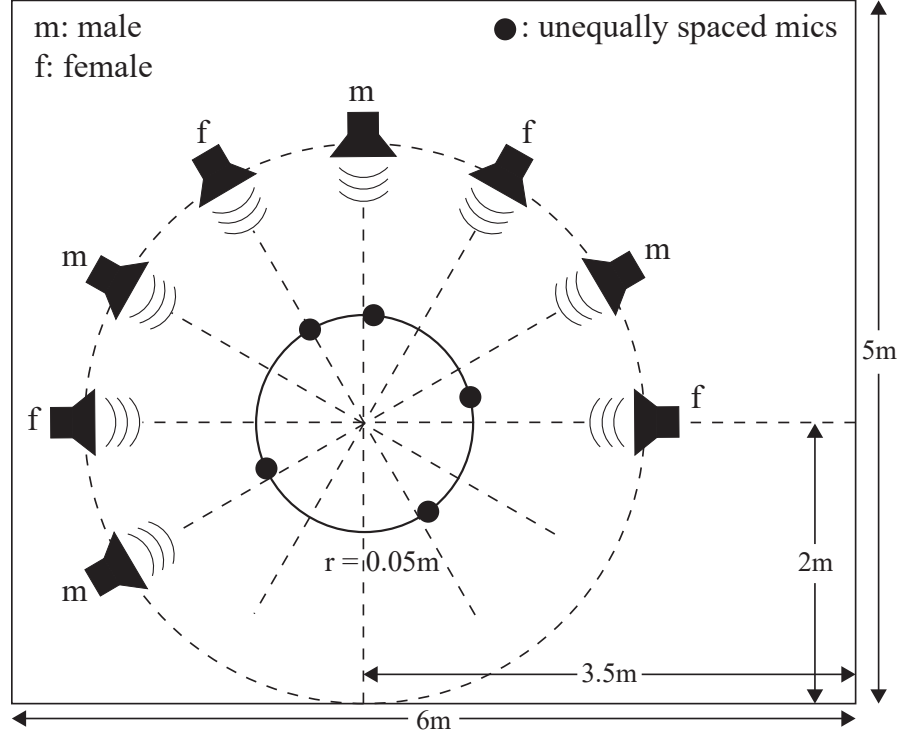 m: male
: unequally spaced mics
f: female
m
f
f
m
m
5m
f
f
r = 0.05m
2m
m
3.5m
6m